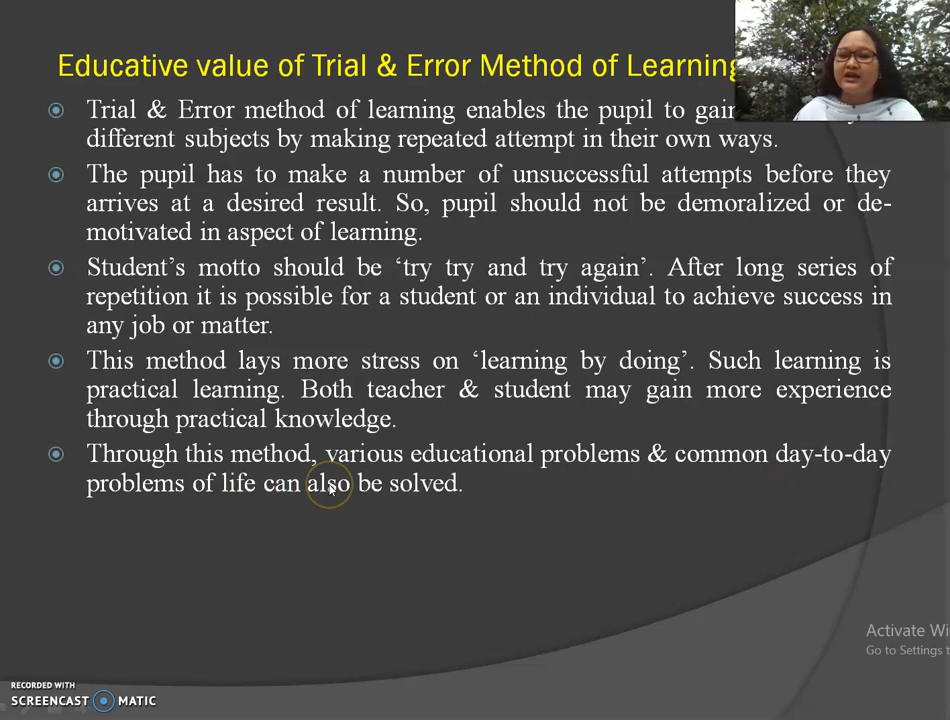 Educative value of Trial & Error Method of Learning
Trial & Error method of learning enables the pupil to gain
different subjects by making repeated attempt in their own ways.
The pupil has to make a number of unsuccessful attempts before they
arrives at a desired result. So, pupil should not be demoralized or de-
motivated in aspect of learning.
Student’s motto should be ‘try try and try again’. After long series of
repetition it is possible for a student or an individual to achieve success in
any job or matter.
This method lays more stress on ‘learning by doing’. Such learning is
practical learning. Both teacher & student may gain more experience
through practical knowledge.
Through this method, various educational problems & common day-to-day
problems of life can also be solved.
Activate Wi
Go to Settings t
RECORDED WITH
SCREENCAST MATIC